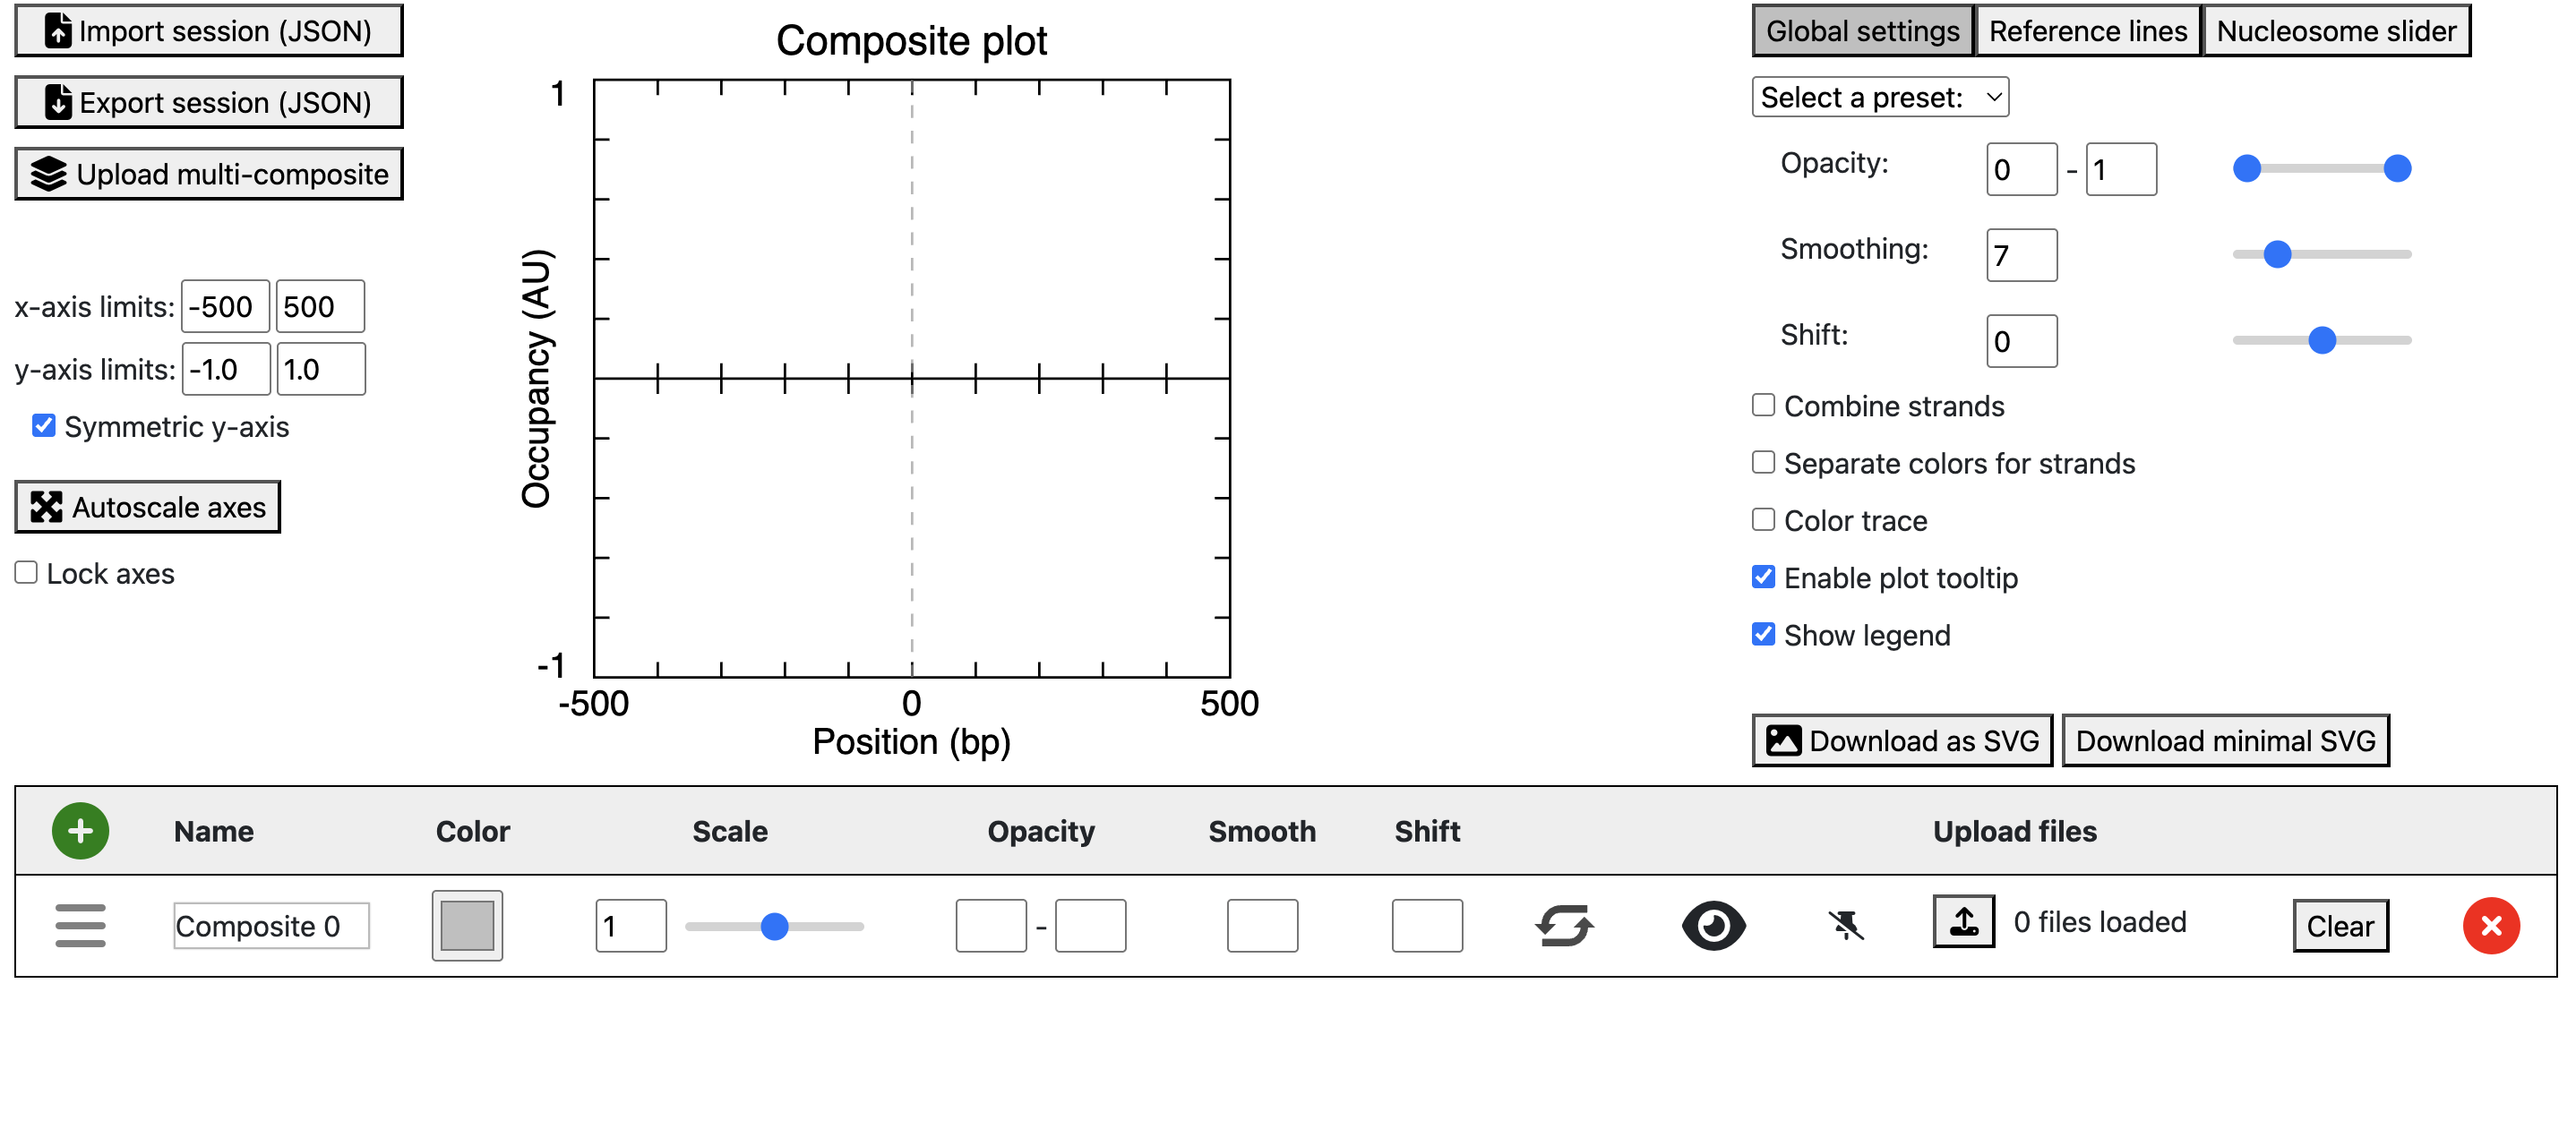 Import session (JSON)
Export session (JSON)
Upload multi-composite
x-axis limits: -500 500
y-axis limits: -1.0 1.0
Symmetric y-axis
Autoscale axes
Lock axes
Composite plot
1
Occupancy (AU)
-1
-500 0 500
Position (bp)
Global settings Reference lines Nucleosome slider
Select a preset:
Opacity: 0 - 1
Smoothing: 7
Shift: 0
Combine strands
Separate colors for strands
Color trace
Enable plot tooltip
Show legend
Download as SVG Download minimal SVG
Name Color Scale Opacity Smooth Shift Upload files
Composite 0 1 - 0 files loaded Clear